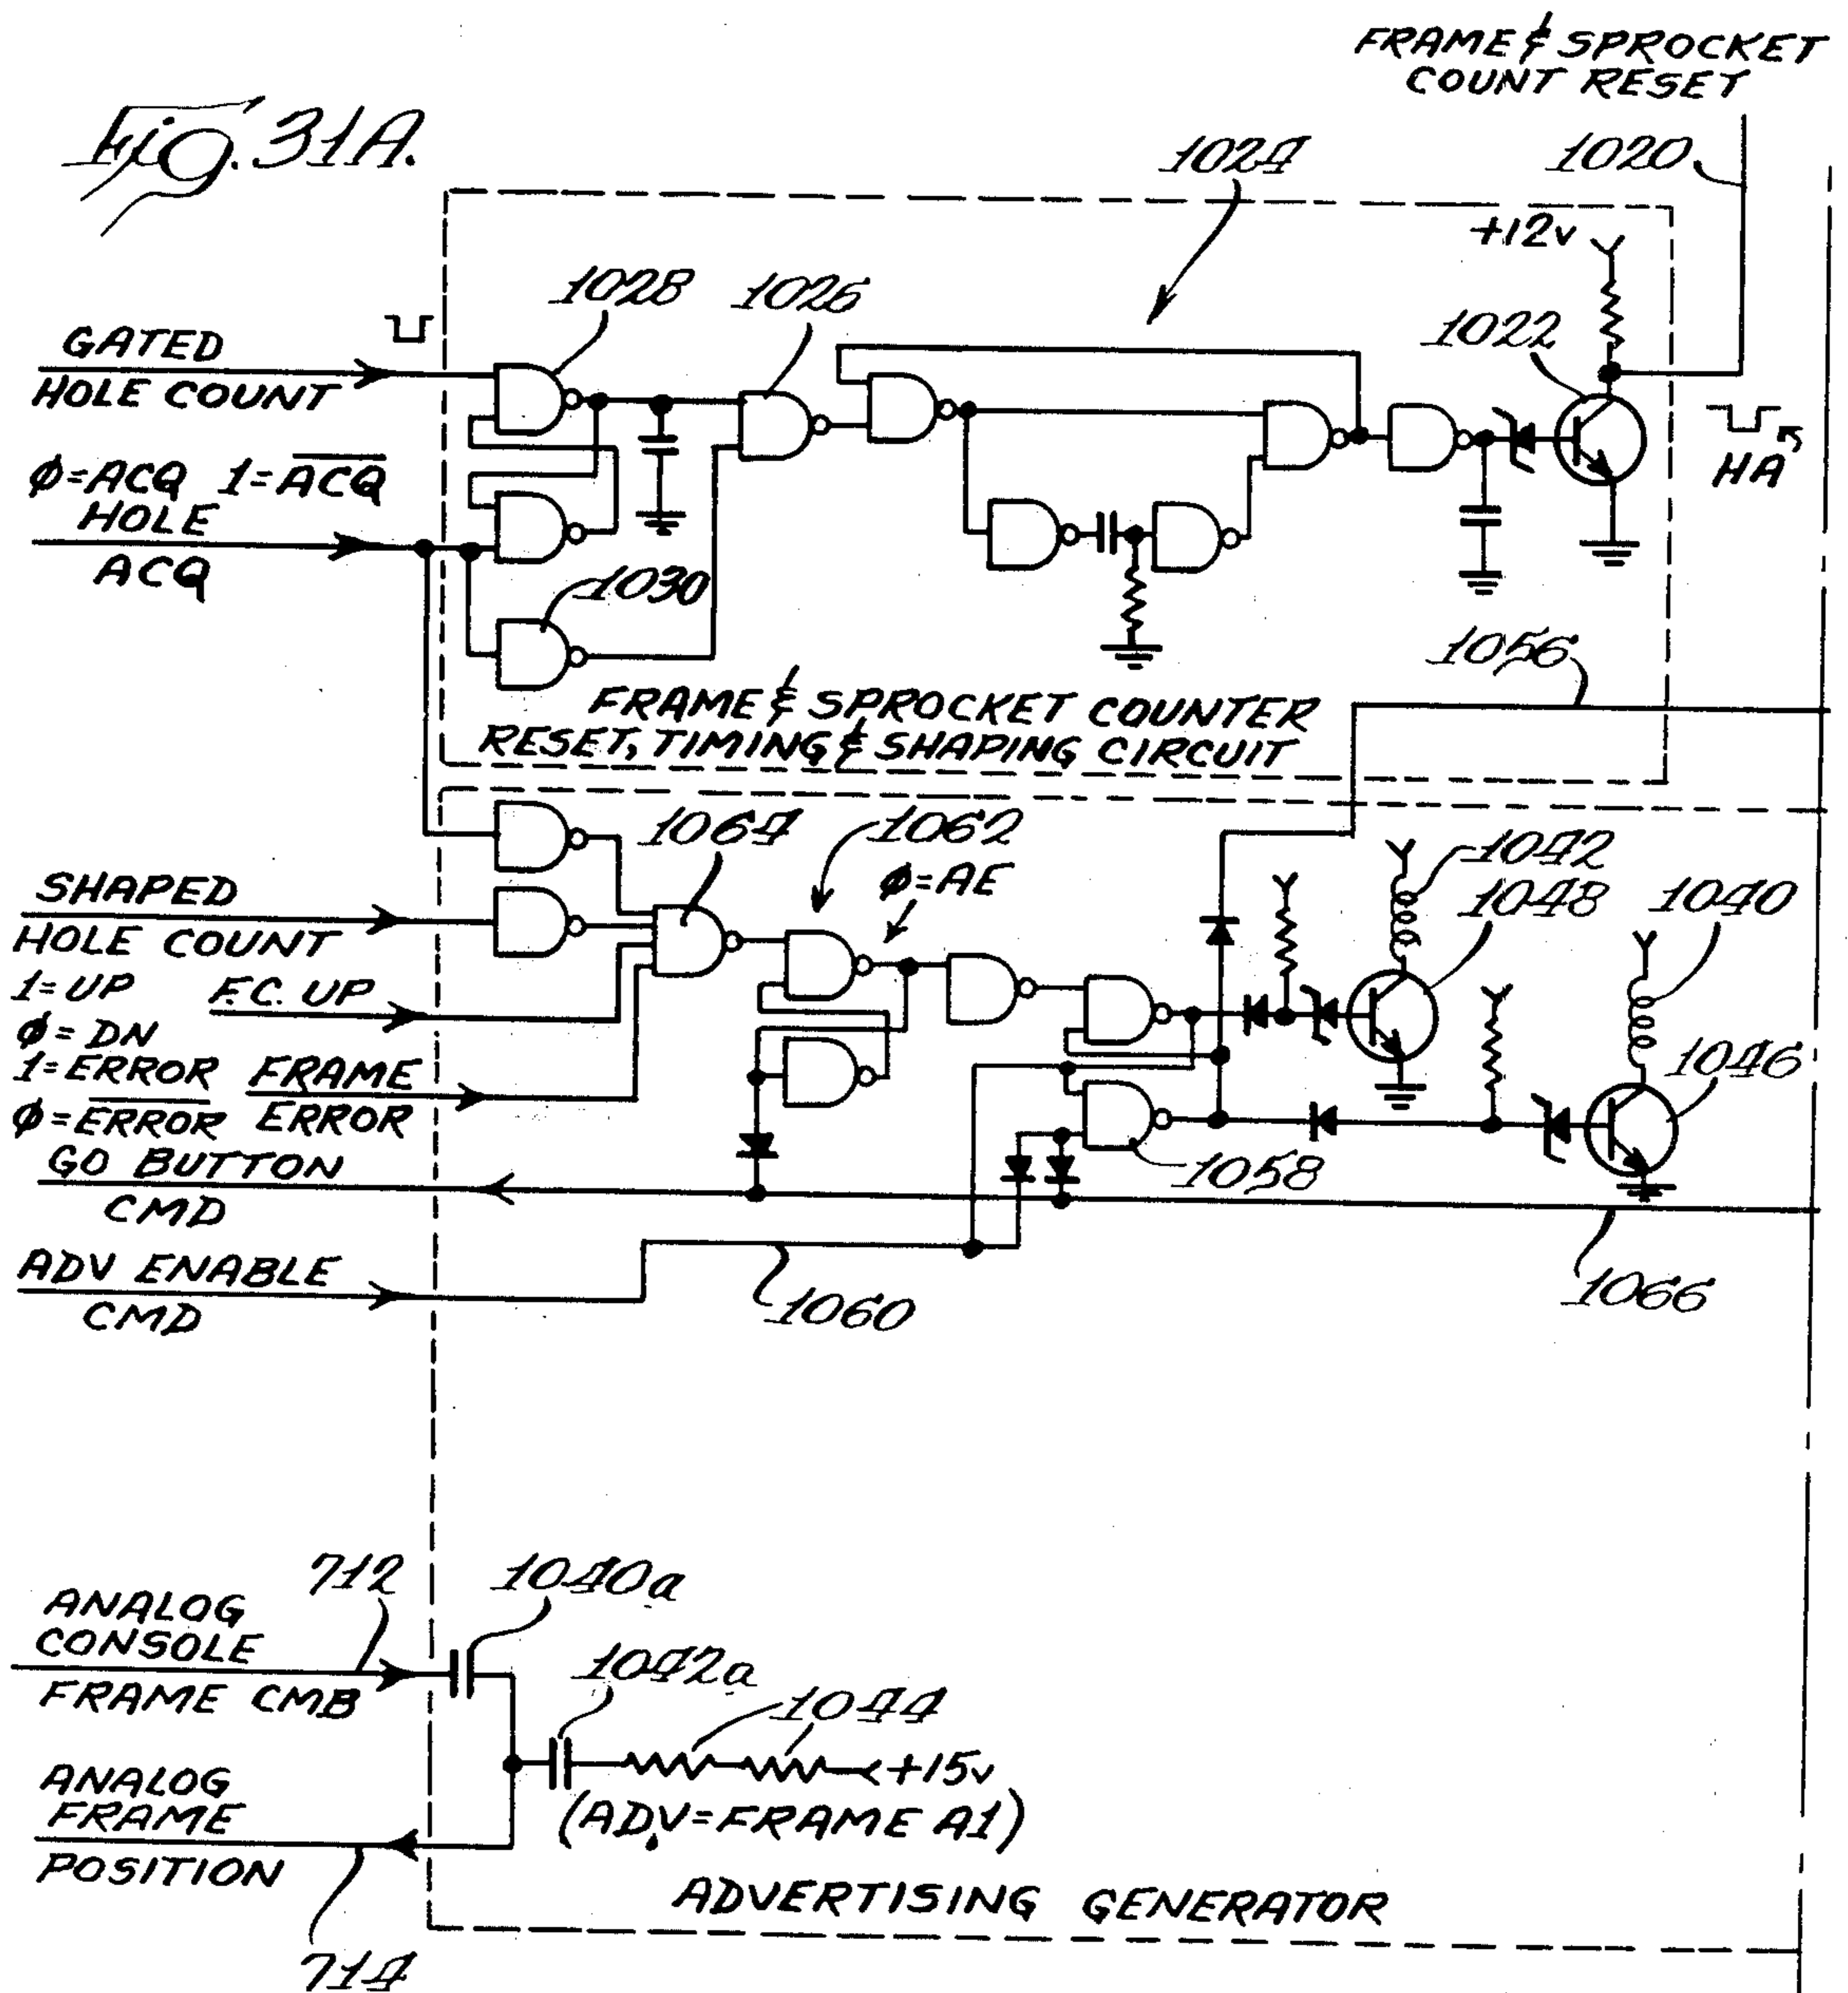 FRAME & SPROCKET
COUNT RESET
Fig. 31A.
1024
1020
+12v
1028
1026
1022
GATED
HOLE COUNT
HA
φ=ACQ 1=A̅C̅Q̅
HOLE
ACQ
1030
1056
FRAME & SPROCKET COUNTER
RESET, TIMING & SHAPING CIRCUIT
1064
1062
φ=AE
1042
1048
1040
SHAPED
HOLE COUNT
1=UP F.C. UP
φ=DN
1=ERROR FRAME
φ=E̅R̅R̅O̅R̅ ERROR
1046
GO BUTTON
CMD
1058
ADV ENABLE
CMD
1060
1066
712
1040a
ANALOG
CONSOLE
FRAME CMB
1042a
1044
+15v
(ADV=FRAME A1)
ANALOG
FRAME
POSITION
714
ADVERTISING GENERATOR